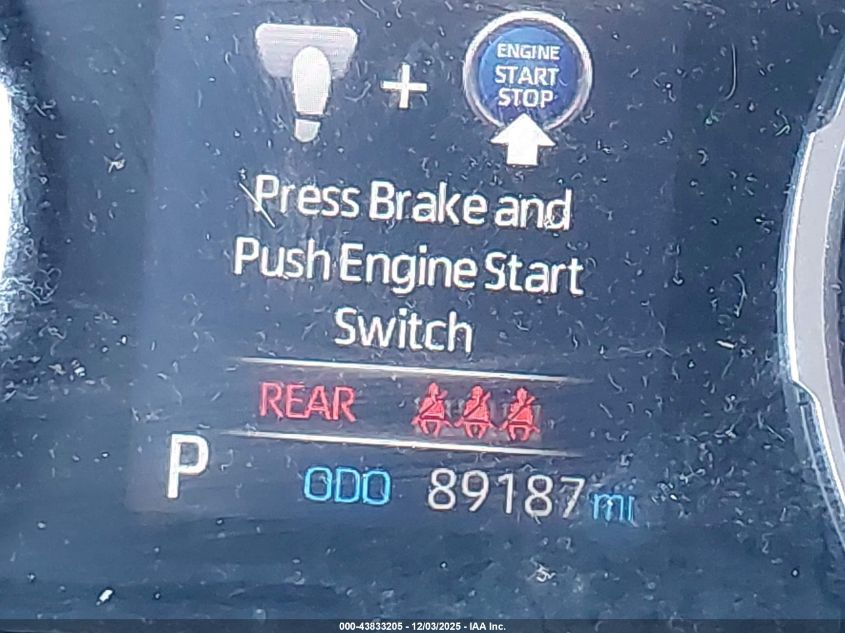 ENGINE
START
STOP
+
Press Brake and
Push Engine Start
Switch
REAR
P ODO 89187 mi
000-43833205 - 12/03/2025 - IAA Inc.